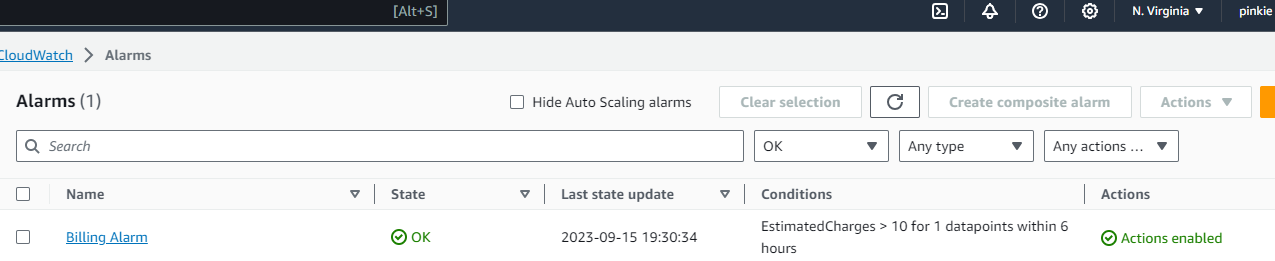 [Alt+S] N. Virginia pinkie
CloudWatch Alarms
Alarms (1) Hide Auto Scaling alarms Clear selection Create composite alarm Actions
Search OK Any type Any actions ...
Name State Last state update Conditions Actions
Billing Alarm OK 2023-09-15 19:30:34 EstimatedCharges > 10 for 1 datapoints within 6
hours Actions enabled